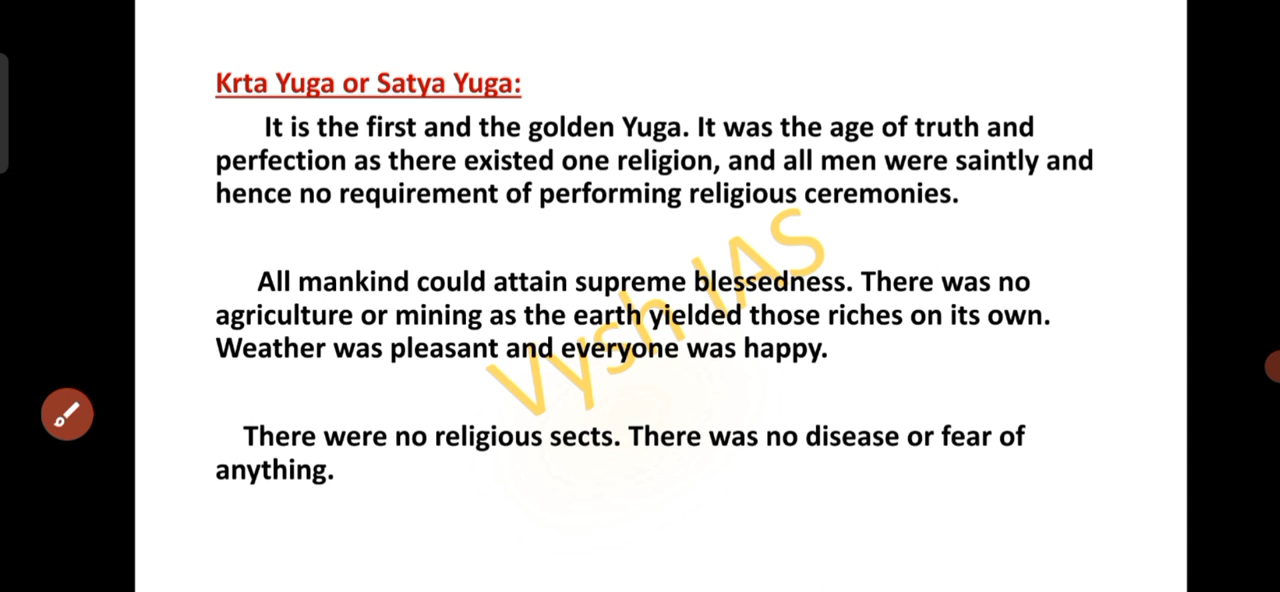 Krta Yuga or Satya Yuga:
It is the first and the golden Yuga. It was the age of truth and
perfection as there existed one religion, and all men were saintly and
hence no requirement of performing religious ceremonies.
All mankind could attain supreme blessedness. There was no
agriculture or mining as the earth yielded those riches on its own.
Weather was pleasant and everyone was happy.
There were no religious sects. There was no disease or fear of
anything.
Vysh IAS